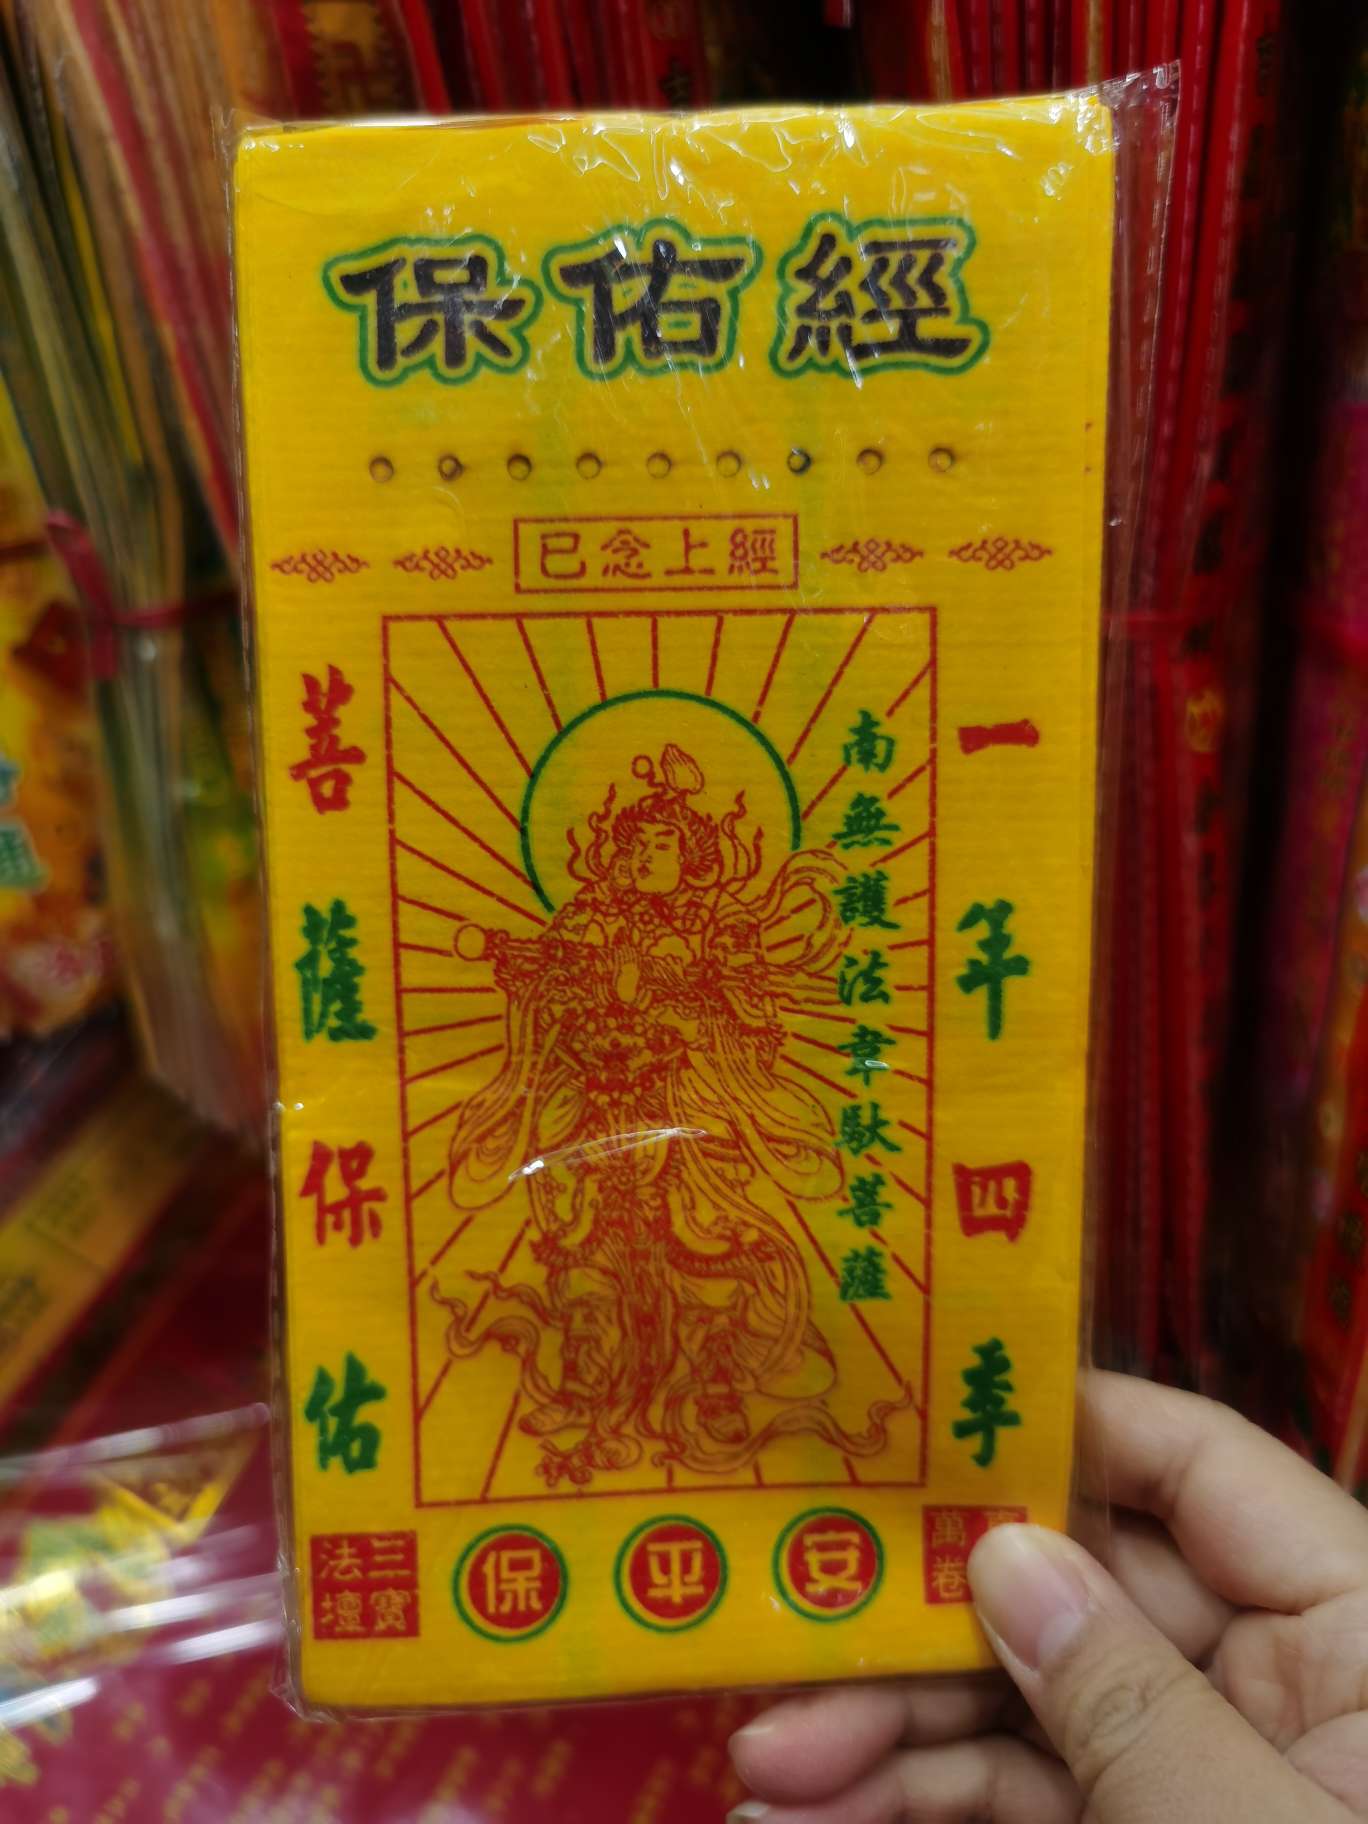 保佑經
已念上經
一年四季
南無護法韋馱菩薩
菩薩保佑
三寶
法壇
保平安
萬卷